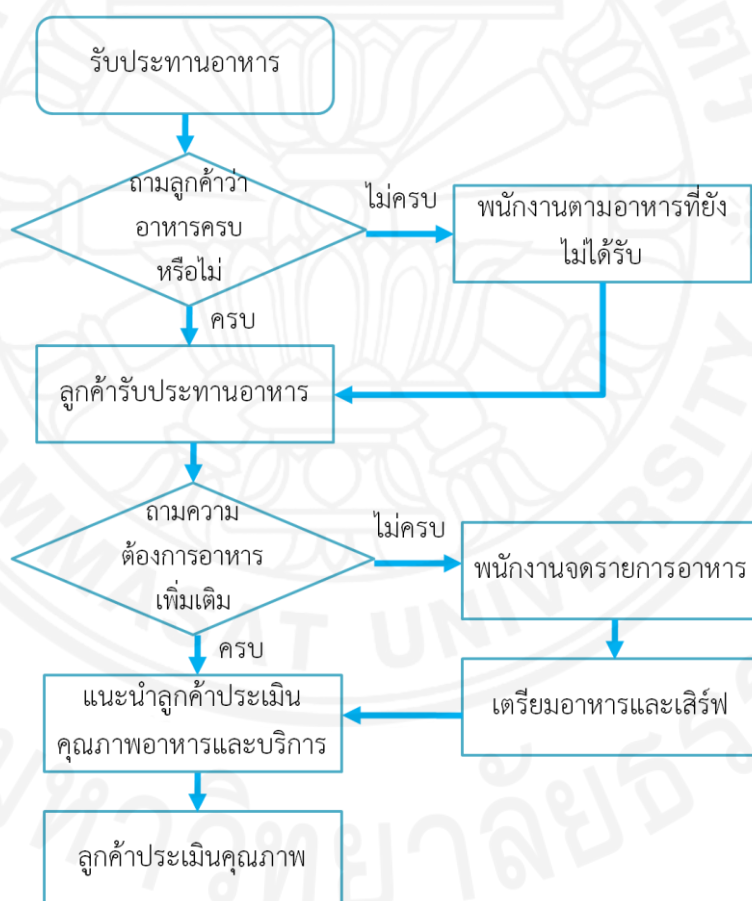 รับประทานอาหาร
ถามลูกค้าว่า
อาหารครบ
หรือไม่
ไม่ครบ
พนักงานตามอาหารที่ยัง
ไม่ได้รับ
ครบ
ลูกค้ารับประทานอาหาร
ถามความ
ต้องการอาหาร
เพิ่มเติม
ไม่ครบ
พนักงานจดรายการอาหาร
ครบ
แนะนำลูกค้าประเมิน
คุณภาพอาหารและบริการ
เตรียมอาหารและเสิร์ฟ
ลูกค้าประเมินคุณภาพ
MMASAT UNIVERSITY